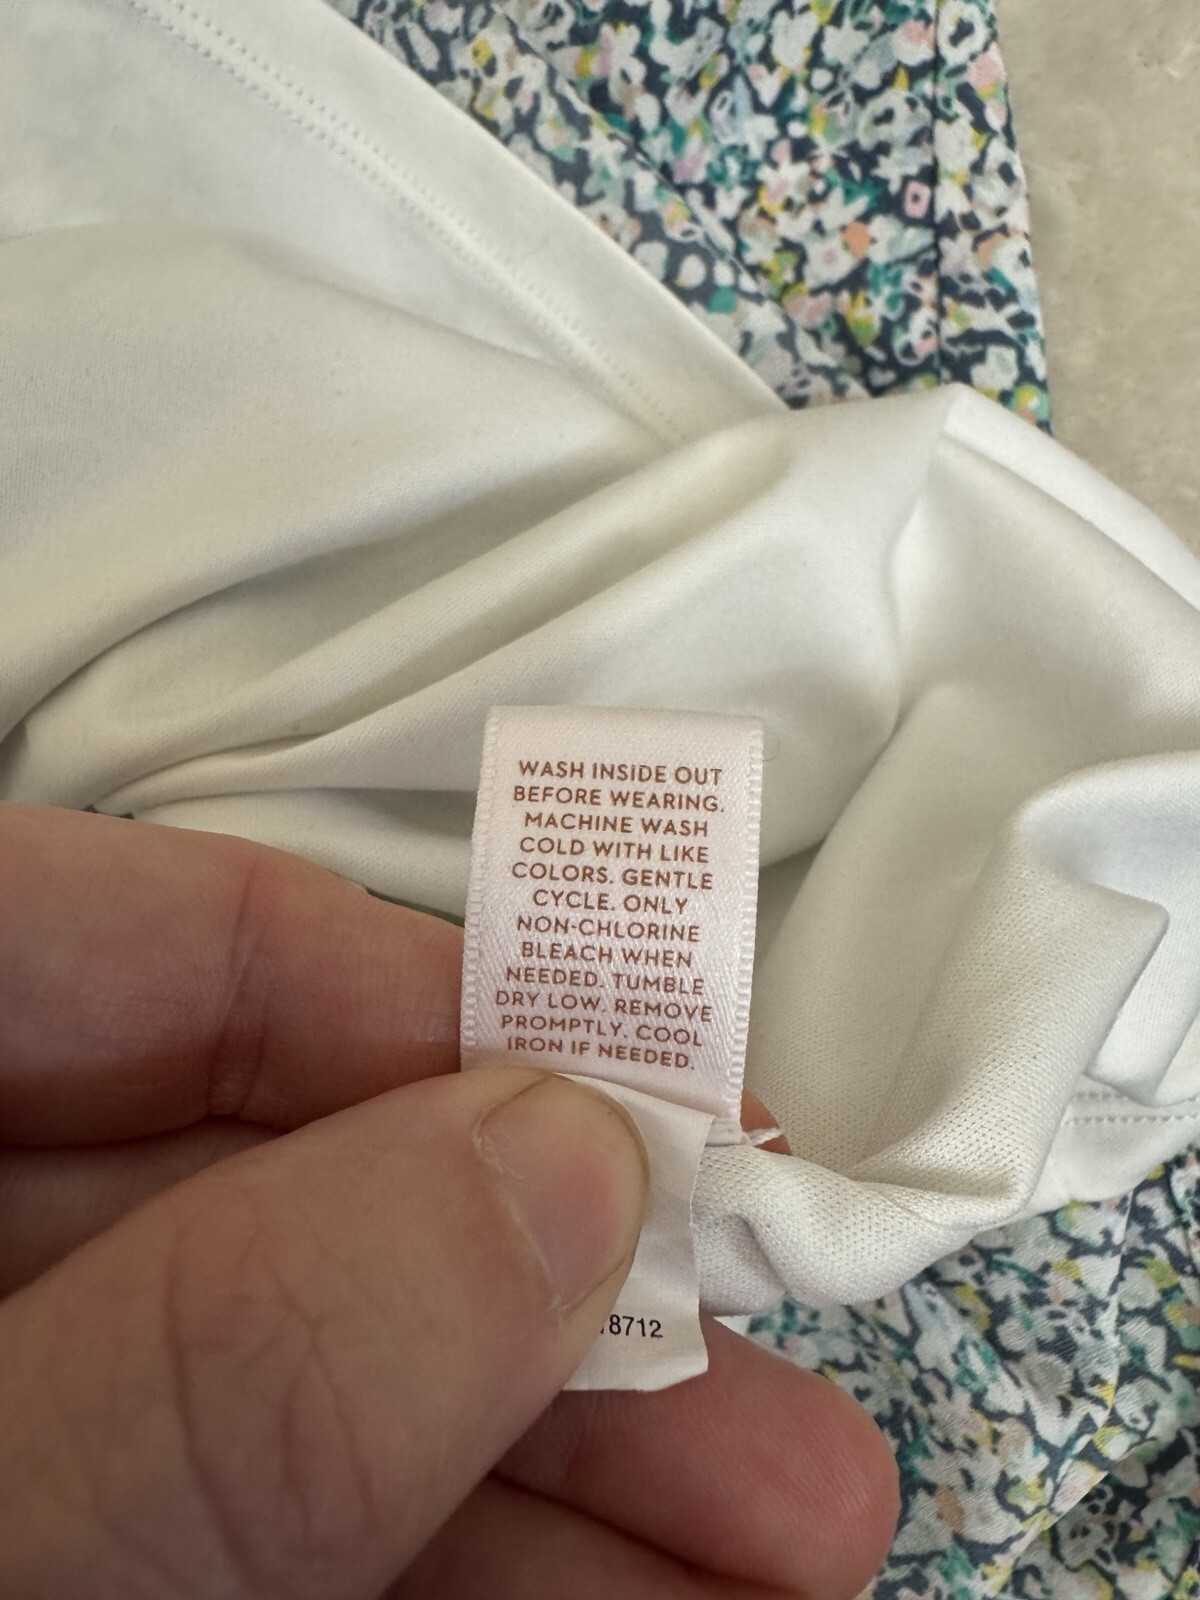 WASH INSIDE OUT
BEFORE WEARING.
MACHINE WASH
COLD WITH LIKE
COLORS. GENTLE
CYCLE. ONLY
NON-CHLORINE
BLEACH WHEN
NEEDED. TUMBLE
DRY LOW. REMOVE
PROMPTLY. COOL
IRON IF NEEDED.
8712